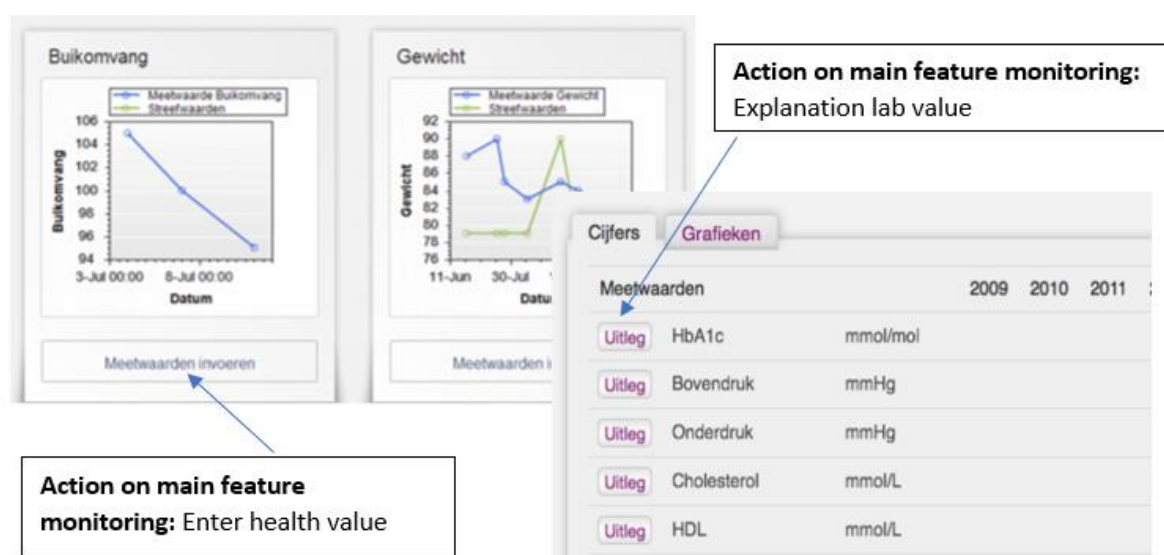 Buikomvang
Meetwaarde Buikomvang
Streefwaarden
106
104
102
100
98
96
94
Buikomvang
3-Jul 00:00 8-Jul 00:00
Datum
Meetwaarden invoeren
Gewicht
Meetwaarde Gewicht
Streefwaarden
92
90
88
86
84
82
80
78
76
Gewicht
11-Jun 30-Jul
Datu
Meetwaarden i
Action on main feature monitoring:
Explanation lab value
Cijfers Grafieken
Meetwaarden 2009 2010 2011
Uitleg HbA1c mmol/mol
Uitleg Bovendruk mmHg
Uitleg Onderdruk mmHg
Uitleg Cholesterol mmol/L
Uitleg HDL mmol/L
Action on main feature
monitoring: Enter health value